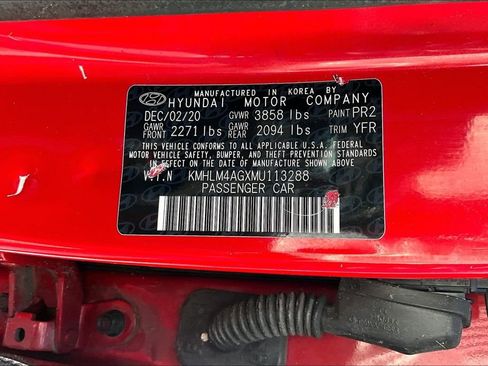 MANUFACTURED IN KOREA BY
HYUNDAI MOTOR COMPANY
DEC/02/20 GVWR 3858 lbs PAINT PR2
GAWR FRONT 2271 lbs GAWR REAR 2094 lbs TRIM YFR
THIS VEHICLE CONFORMS TO ALL APPLICABLE U.S.A. FEDERAL
MOTOR VEHICLE SAFETY, BUMPER, AND THEFT PREVENTION
STANDARDS IN EFFECT ON THE DATE OF MANUFACTURE SHOWN ABOVE.
V.I.N KMHLM4AGXMU113288
PASSENGER CAR